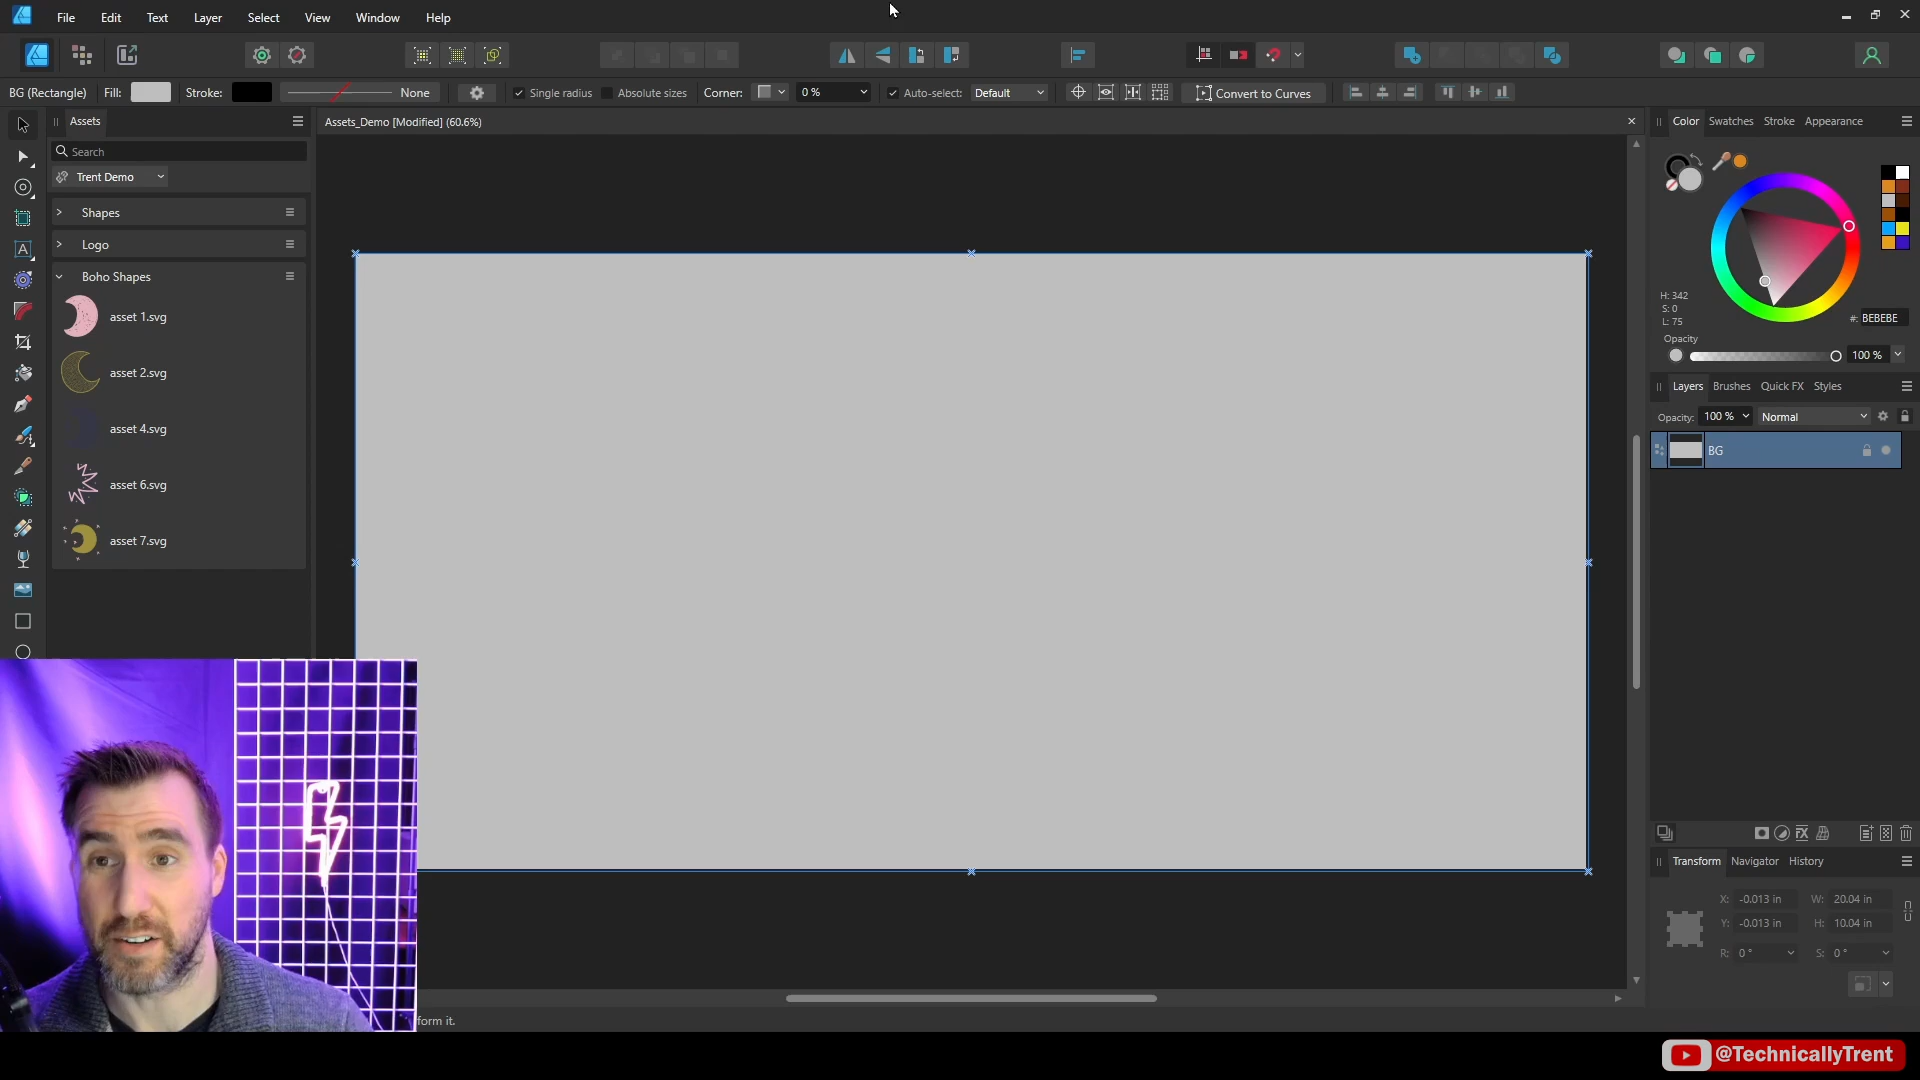 File Edit Text Layer Select View Window Help
BG (Rectangle) Fill: Stroke: None Single radius Absolute sizes Corner: 0 % Auto-select: Default Convert to Curves
Assets
Search
Trent Demo
Shapes
Logo
Boho Shapes
asset 1.svg
asset 2.svg
asset 4.svg
asset 6.svg
asset 7.svg
Assets_Demo [Modified] (60.6%)
form it.
Color Swatches Stroke Appearance
H: 342
S: 0
L: 75
#: BEBEBE
Opacity
100 %
Layers Brushes Quick FX Styles
Opacity: 100 % Normal
BG
Transform Navigator History
X: -0.013 in W: 20.04 in
Y: -0.013 in H: 10.04 in
R: 0 ° S: 0 °
@TechnicallyTrent